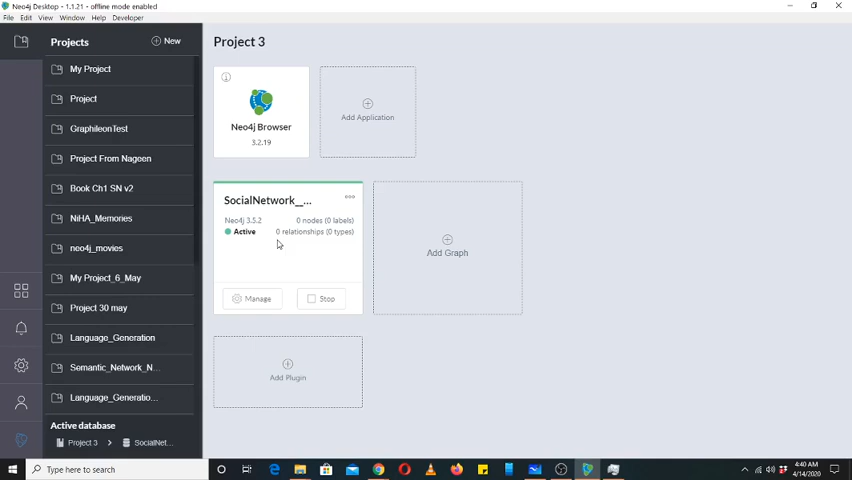 Neo4j Desktop - 1.1.21 - offline mode enabled
File Edit View Window Help Developer
Projects
New
My Project
Project
GraphileonTest
Project From Nageen
Book Ch1 SN v2
NiHA_Memories
neo4j_movies
My Project_6_May
Project 30 may
Language_Generation
Semantic_Network_N...
Language_Generatio...
Active database
Project 3 > SocialNet...
Project 3
Neo4j Browser
3.2.19
Add Application
SocialNetwork__...
Neo4j 3.5.2 0 nodes (0 labels)
Active 0 relationships (0 types)
Manage Stop
Add Graph
Add Plugin
Type here to search
4:40 AM
4/14/2020